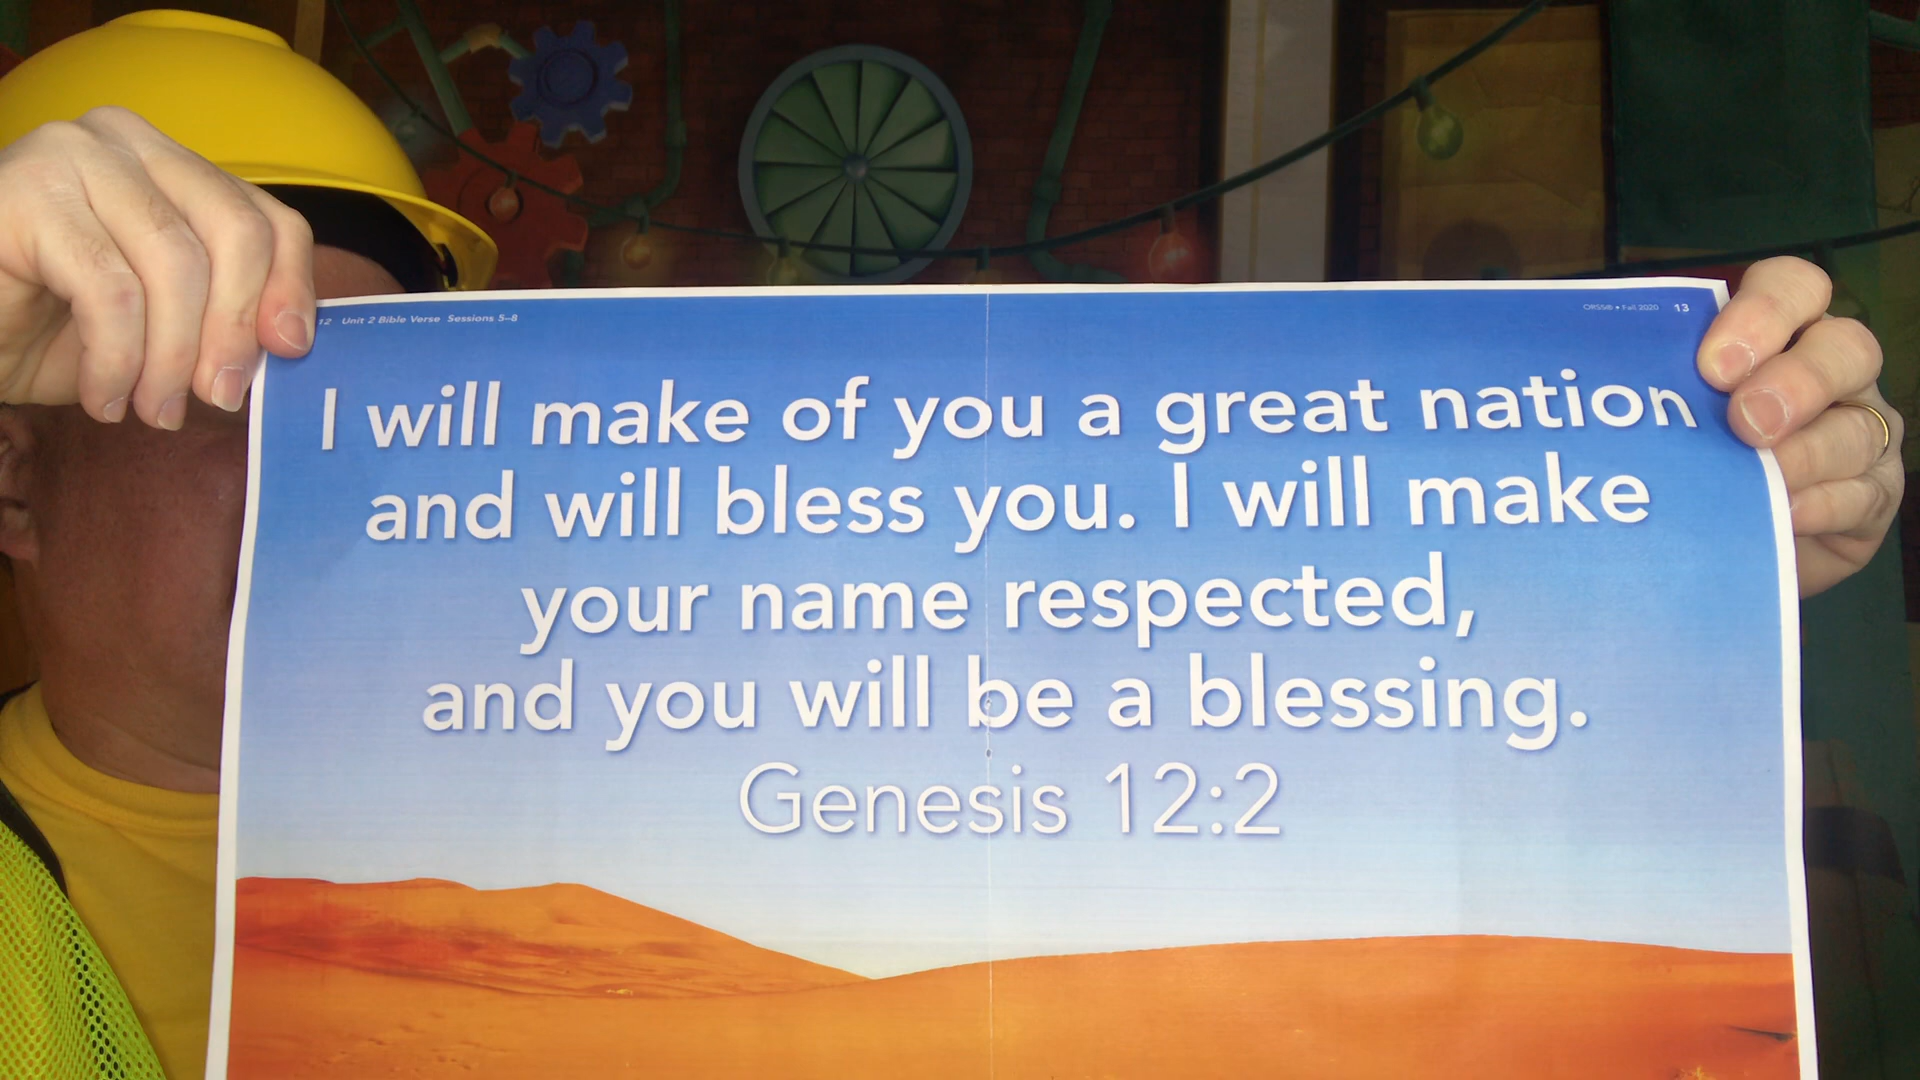 12 Unit 2 Bible Verse Sessions 5–8
ORSSI® • Fall 2020 13
I will make of you a great nation
and will bless you. I will make
your name respected,
and you will be a blessing.
Genesis 12:2